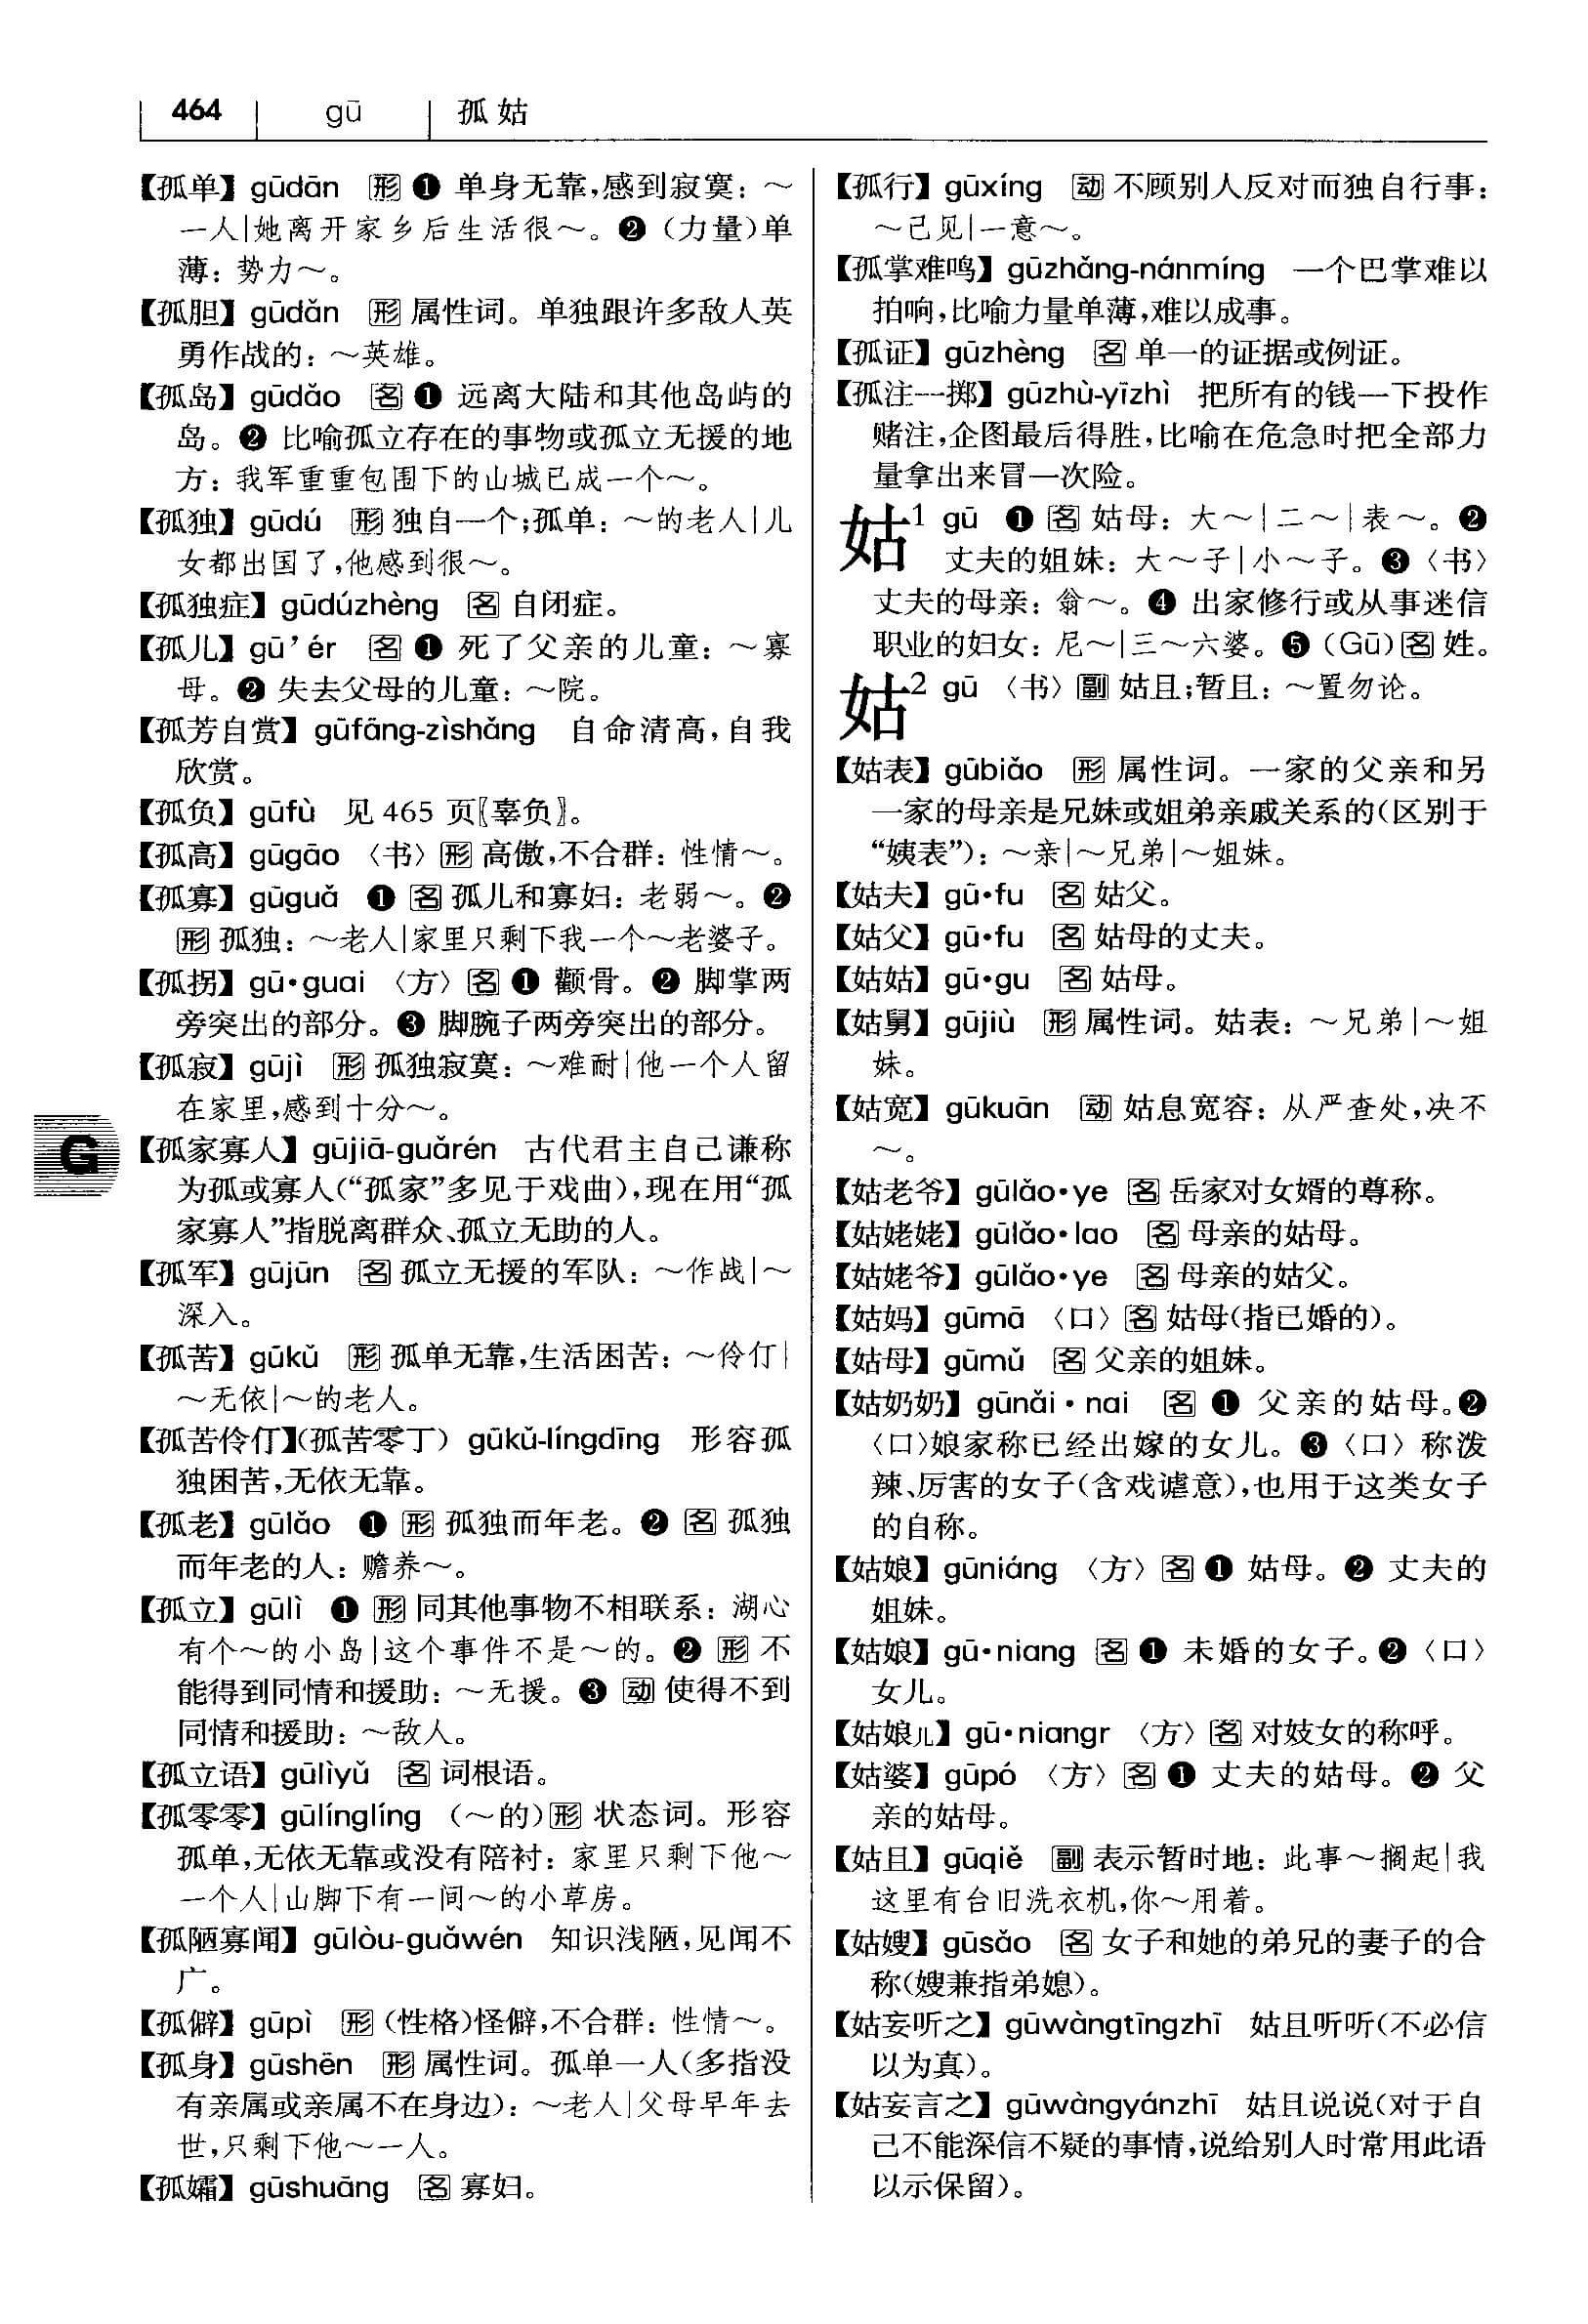 464 gū 孤姑
【孤单】 gūdān 形 ❶ 单身无靠,感到寂寞:～
一人|她离开家乡后生活很～。❷ (力量)单
薄:势力～。
【孤胆】 gūdǎn 形 属性词。单独跟许多敌人英
勇作战的:～英雄。
【孤岛】 gūdǎo 名 ❶ 远离大陆和其他岛屿的
岛。❷ 比喻孤立存在的事物或孤立无援的地
方:我军重重包围下的山城已成一个～。
【孤独】 gūdú 形 独自一个;孤单:～的老人|儿
女都出国了,他感到很～。
【孤独症】 gūdúzhèng 名 自闭症。
【孤儿】 gū’ér 名 ❶ 死了父亲的儿童:～寡
母。❷ 失去父母的儿童:～院。
【孤芳自赏】 gūfāng-zìshǎng 自命清高,自我
欣赏。
【孤负】 gūfù 见 465 页〖辜负〗。
【孤高】 gūgāo 〈书〉形 高傲,不合群:性情～。
【孤寡】 gūguǎ ❶ 名 孤儿和寡妇:老弱～。❷
形 孤独:～老人|家里只剩下我一个～老婆子。
【孤拐】 gū•guai 〈方〉名 ❶ 颧骨。❷ 脚掌两
旁突出的部分。❸ 脚腕子两旁突出的部分。
【孤寂】 gūjì 形 孤独寂寞:～难耐|他一个人留
在家里,感到十分～。
G
【孤家寡人】 gūjiā-guǎrén 古代君主自己谦称
为孤或寡人(“孤家”多见于戏曲),现在用“孤
家寡人”指脱离群众、孤立无助的人。
【孤军】 gūjūn 名 孤立无援的军队:～作战|～
深入。
【孤苦】 gūkǔ 形 孤单无靠,生活困苦:～伶仃|
～无依|～的老人。
【孤苦伶仃】(孤苦零丁) gūkǔ-língdīng 形容孤
独困苦,无依无靠。
【孤老】 gūlǎo ❶ 形 孤独而年老。❷ 名 孤独
而年老的人:赡养～。
【孤立】 gūlì ❶ 形 同其他事物不相联系:湖心
有个～的小岛|这个事件不是～的。❷ 形 不
能得到同情和援助:～无援。❸ 动 使得不到
同情和援助:～敌人。
【孤立语】 gūlìyǔ 名 词根语。
【孤零零】 gūlínglíng (～的)形 状态词。形容
孤单,无依无靠或没有陪衬:家里只剩下他～
一个人|山脚下有一间～的小草房。
【孤陋寡闻】 gūlòu-guǎwén 知识浅陋,见闻不
广。
【孤僻】 gūpì 形 (性格)怪僻,不合群:性情～。
【孤身】 gūshēn 形 属性词。孤单一人(多指没
有亲属或亲属不在身边):～老人|父母早年去
世,只剩下他～一人。
【孤孀】 gūshuāng 名 寡妇。
【孤行】 gūxíng 动 不顾别人反对而独自行事:
～己见|一意～。
【孤掌难鸣】 gūzhǎng-nánmíng 一个巴掌难以
拍响,比喻力量单薄,难以成事。
【孤证】 gūzhèng 名 单一的证据或例证。
【孤注一掷】 gūzhù-yīzhì 把所有的钱一下投作
赌注,企图最后得胜,比喻在危急时把全部力
量拿出来冒一次险。
姑1 gū ❶ 名 姑母:大～|二～|表～。❷
丈夫的姐妹:大～子|小～子。❸〈书〉
丈夫的母亲:翁～。❹ 出家修行或从事迷信
职业的妇女:尼～|三～六婆。❺ (Gū)名 姓。
姑2 gū 〈书〉副 姑且;暂且:～置勿论。
【姑表】 gūbiǎo 形 属性词。一家的父亲和另
一家的母亲是兄妹或姐弟亲戚关系的(区别于
“姨表”):～亲|～兄弟|～姐妹。
【姑夫】 gū•fu 名 姑父。
【姑父】 gū•fu 名 姑母的丈夫。
【姑姑】 gū•gu 名 姑母。
【姑舅】 gūjiù 形 属性词。姑表:～兄弟|～姐
妹。
【姑宽】 gūkuān 动 姑息宽容:从严查处,决不
～。
【姑老爷】 gūlǎo•ye 名 岳家对女婿的尊称。
【姑姥姥】 gūlǎo•lao 名 母亲的姑母。
【姑姥爷】 gūlǎo•ye 名 母亲的姑父。
【姑妈】 gūmā 〈口〉名 姑母(指已婚的)。
【姑母】 gūmǔ 名 父亲的姐妹。
【姑奶奶】 gūnǎi•nai 名 ❶ 父亲的姑母。❷
〈口〉娘家称已经出嫁的女儿。❸〈口〉称泼
辣、厉害的女子(含戏谑意),也用于这类女子
的自称。
【姑娘】 gūniáng 〈方〉名 ❶ 姑母。❷ 丈夫的
姐妹。
【姑娘】 gū•niang 名 ❶ 未婚的女子。❷〈口〉
女儿。
【姑娘儿】 gū•niangr 〈方〉名 对妓女的称呼。
【姑婆】 gūpó 〈方〉名 ❶ 丈夫的姑母。❷ 父
亲的姑母。
【姑且】 gūqiě 副 表示暂时地:此事～搁起|我
这里有台旧洗衣机,你～用着。
【姑嫂】 gūsǎo 名 女子和她的弟兄的妻子的合
称(嫂兼指弟媳)。
【姑妄听之】 gūwàngtīngzhī 姑且听听(不必信
以为真)。
【姑妄言之】 gūwàngyánzhī 姑且说说(对于自
己不能深信不疑的事情,说给别人时常用此语
以示保留)。